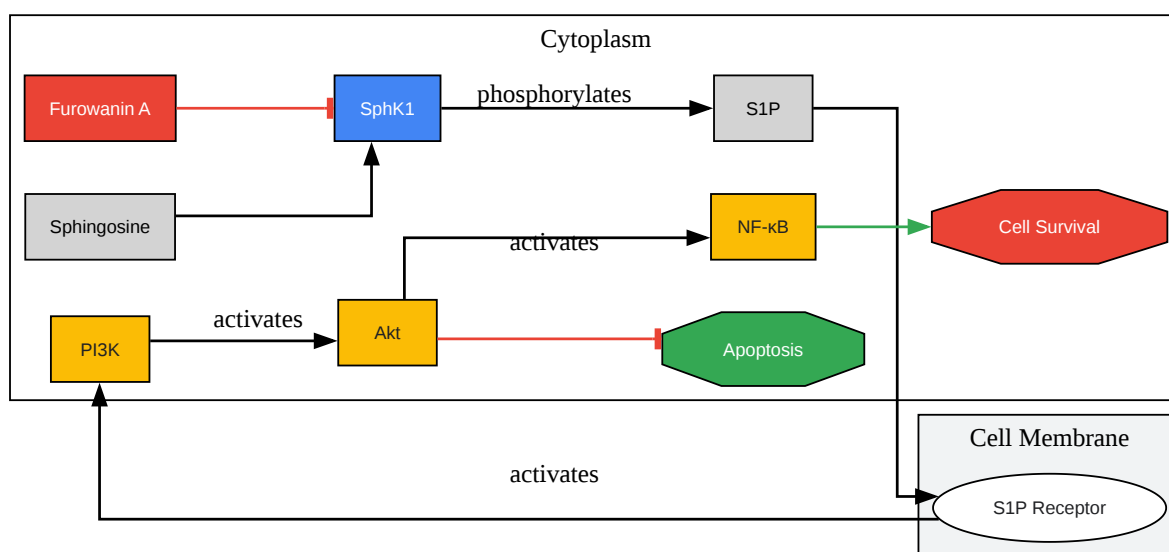 Cytoplasm
Furowanin A
SphK1
phosphorylates
S1P
Sphingosine
activates
NF-κB
Cell Survival
PI3K
activates
Akt
Apoptosis
Cell Membrane
activates
S1P Receptor